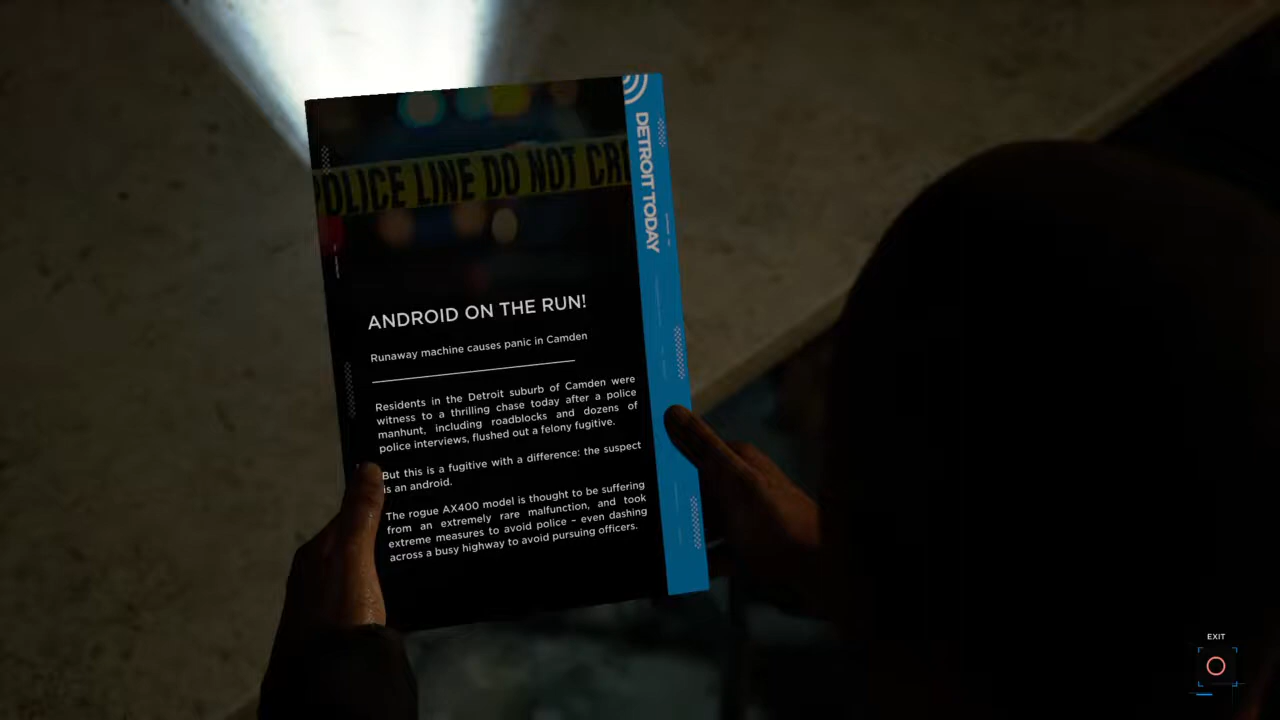 POLICE LINE DO NOT CR
DETROIT TODAY
ANDROID ON THE RUN!
Runaway machine causes panic in Camden
Residents in the Detroit suburb of Camden were
witness to a thrilling chase today after a police
manhunt, including roadblocks and dozens of
police interviews, flushed out a felony fugitive.
But this is a fugitive with a difference: the suspect
is an android.
The rogue AX400 model is thought to be suffering
from an extremely rare malfunction, and took
extreme measures to avoid police – even dashing
across a busy highway to avoid pursuing officers.
EXIT